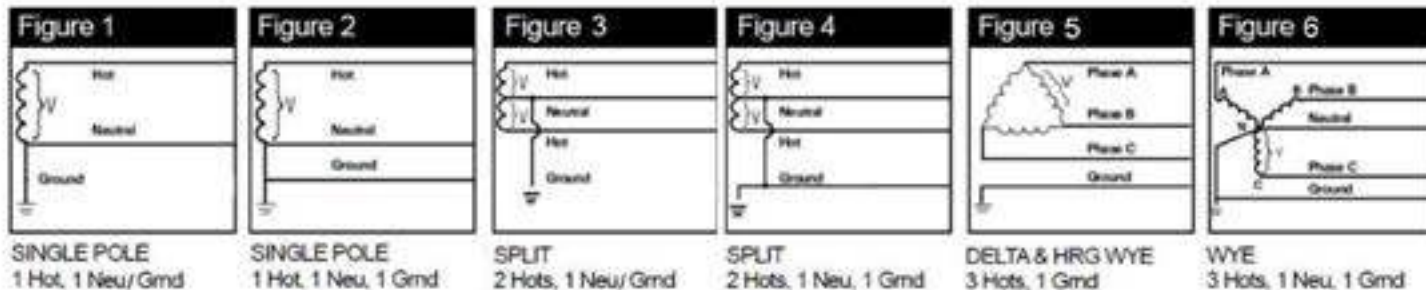 Figure 1
Hot
V
Neutral
Ground
SINGLE POLE
1 Hot, 1 Neu/ Grnd
Figure 2
Hot
V
Neutral
Ground
SINGLE POLE
1 Hot, 1 Neu, 1 Grnd
Figure 3
Hot
V
Neutral
V
Hot
Ground
SPLIT
2 Hots, 1 Neu/ Grnd
Figure 4
Hot
V
Neutral
V
Hot
Ground
SPLIT
2 Hots, 1 Neu, 1 Grnd
Figure 5
Phase A
V
Phase B
Phase C
Ground
DELTA & HRG WYE
3 Hots, 1 Grnd
Figure 6
Phase A
A
B Phase B
N
Neutral
V
Phase C
C
Ground
WYE
3 Hots, 1 Neu, 1 Grnd